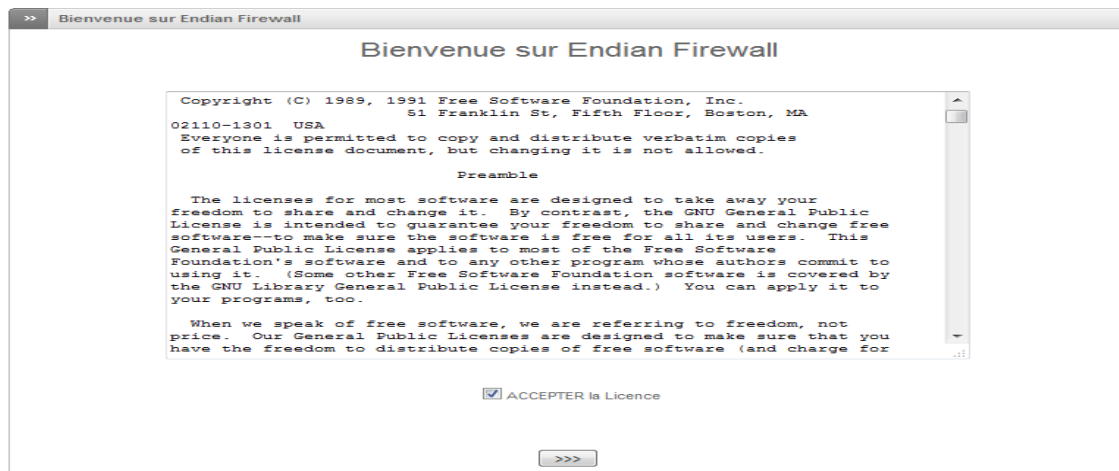 >> Bienvenue sur Endian Firewall
Bienvenue sur Endian Firewall
Copyright (C) 1989, 1991 Free Software Foundation, Inc.
51 Franklin St, Fifth Floor, Boston, MA
02110-1301 USA
Everyone is permitted to copy and distribute verbatim copies
of this license document, but changing it is not allowed.
Preamble
The licenses for most software are designed to take away your
freedom to share and change it. By contrast, the GNU General Public
License is intended to guarantee your freedom to share and change free
software--to make sure the software is free for all its users. This
General Public License applies to most of the Free Software
Foundation's software and to any other program whose authors commit to
using it. (Some other Free Software Foundation software is covered by
the GNU Library General Public License instead.) You can apply it to
your programs, too.
When we speak of free software, we are referring to freedom, not
price. Our General Public Licenses are designed to make sure that you
have the freedom to distribute copies of free software (and charge for
ACCEPTER la Licence
>>>